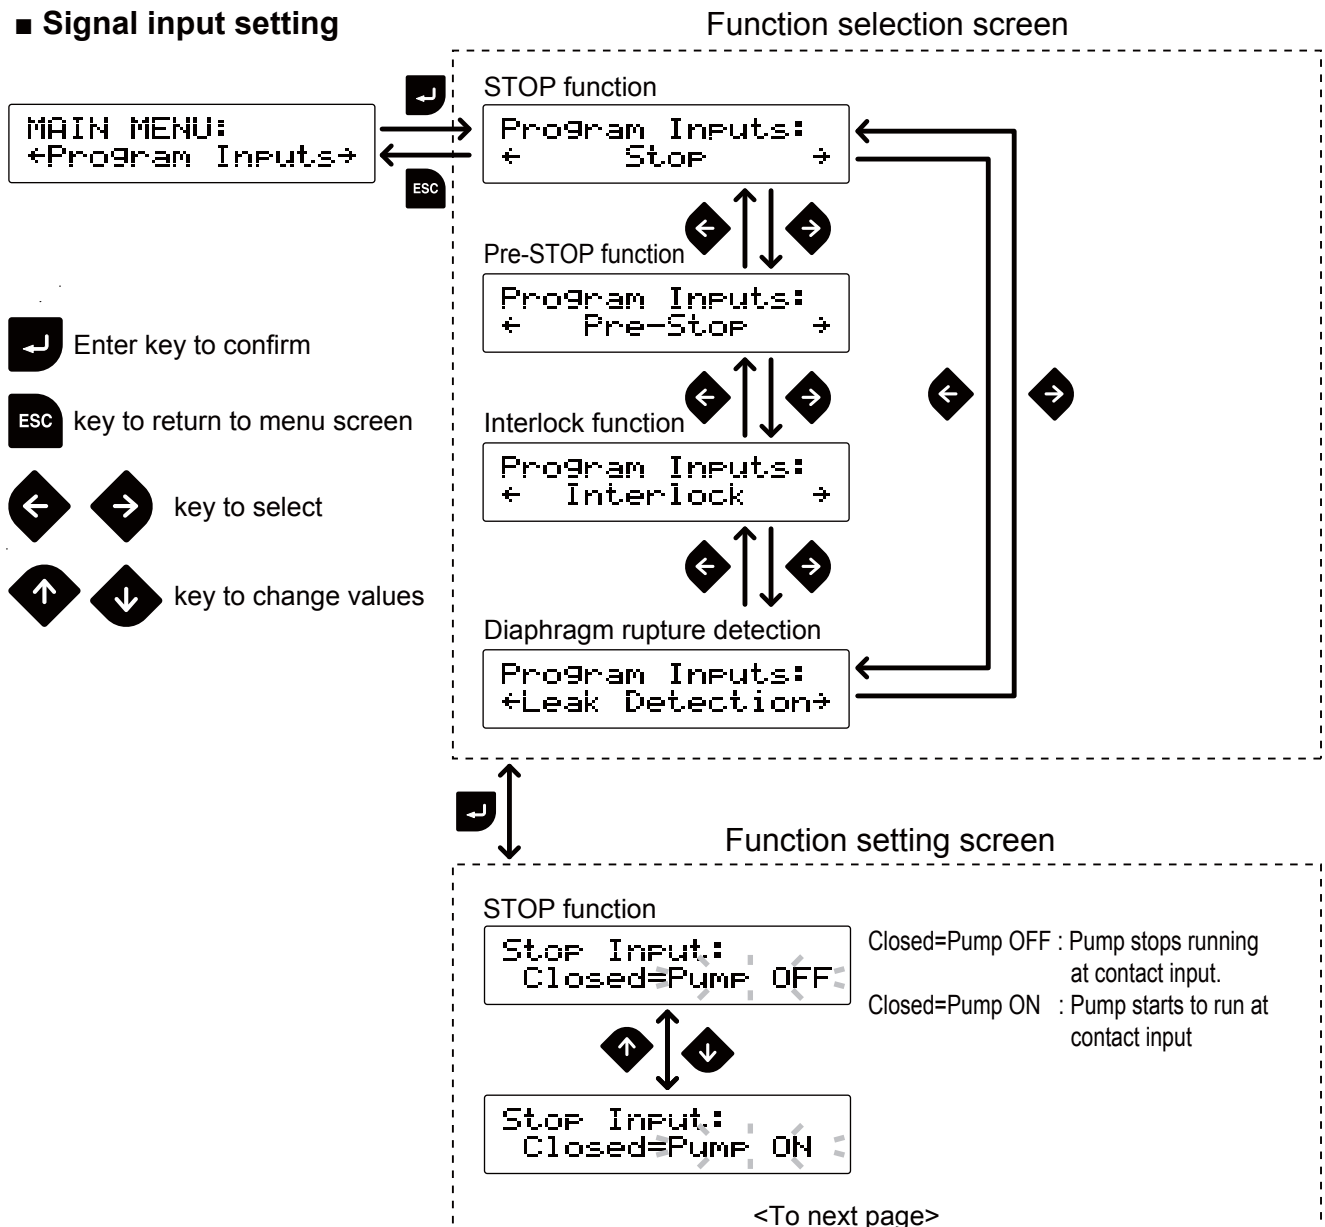 ■ Signal input setting
Function selection screen
STOP function
MAIN MENU:
←Program Inputs→
Program Inputs:
← Stop →
ESC
Pre-STOP function
Program Inputs:
← Pre-Stop →
Enter key to confirm
ESC key to return to menu screen
Interlock function
Program Inputs:
← Interlock →
key to select
key to change values
Diaphragm rupture detection
Program Inputs:
←Leak Detection→
Function setting screen
STOP function
Stop Input:
Closed=Pump OFF
Closed=Pump OFF : Pump stops running
at contact input.
Closed=Pump ON : Pump starts to run at
contact input
Stop Input:
Closed=Pump ON
<To next page>